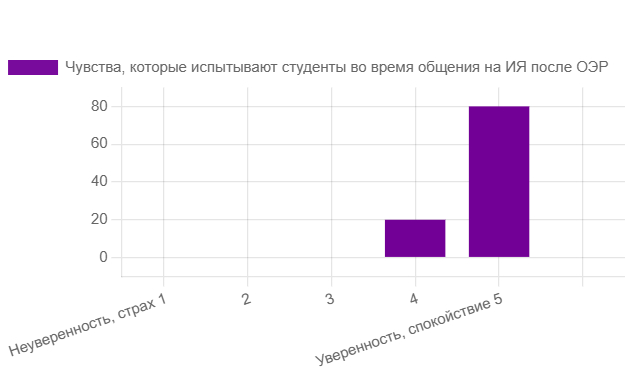 Чувства, которые испытывают студенты во время общения на ИЯ после ОЭР
80
60
40
20
0
Неуверенность, страх 1
2
3
4
Уверенность, спокойствие 5